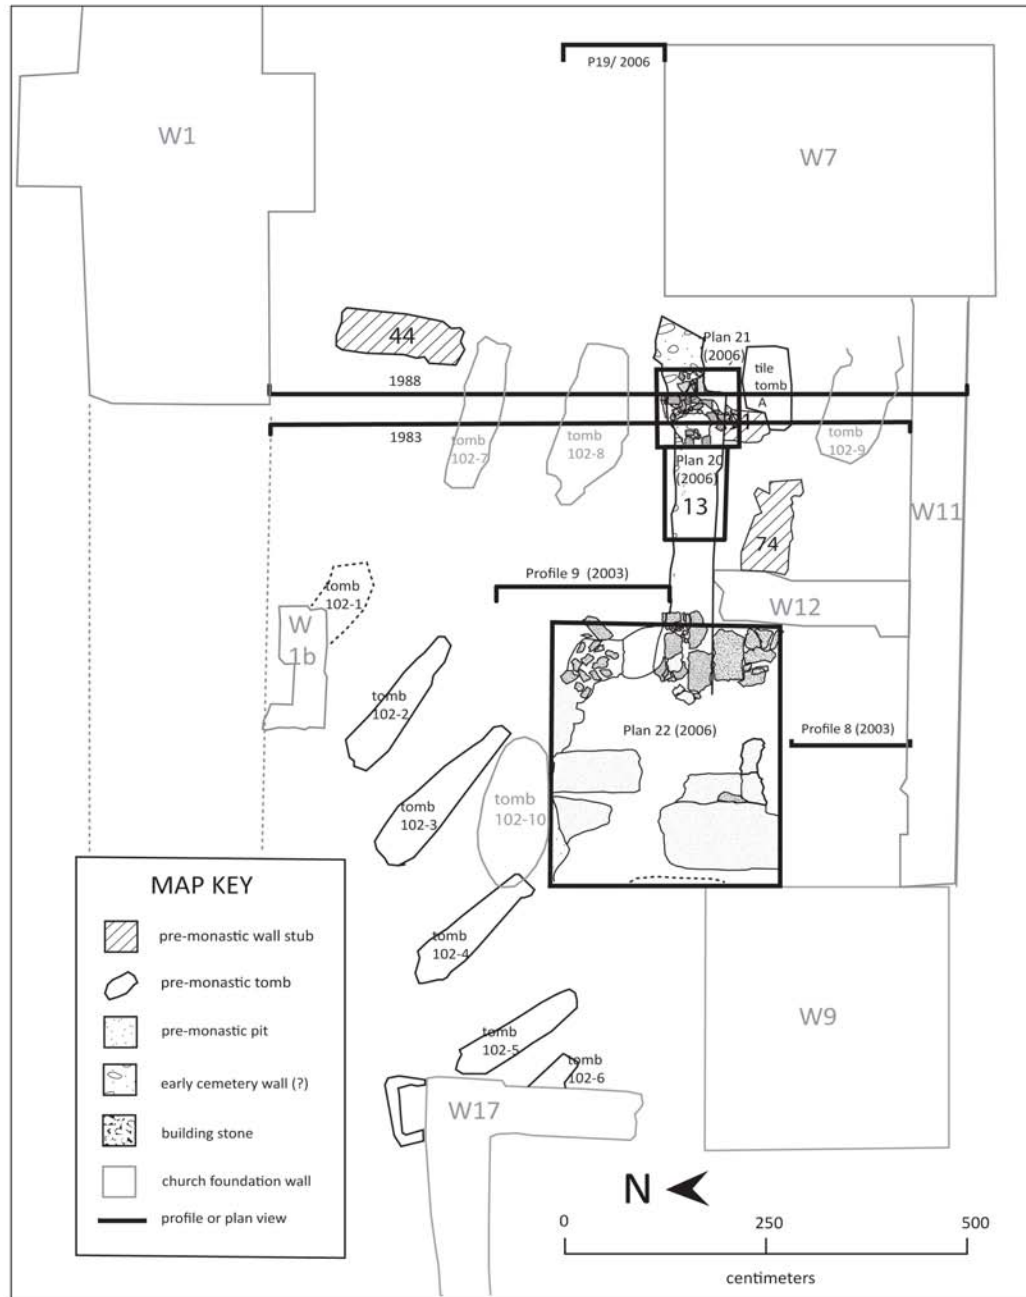 P19/ 2006
W1
W7
44
Plan 21
(2006)
tile
tomb
A
1988
1
1983
tomb
102-7
tomb
102-8
tomb
102-9
Plan 20
(2006)
13
W11
74
Profile 9 (2003)
tomb
102-1
W12
W
1b
tomb
102-2
Plan 22 (2006)
Profile 8 (2003)
tomb
102-3
tomb
102-10
MAP KEY
pre-monastic wall stub
pre-monastic tomb
pre-monastic pit
early cemetery wall (?)
building stone
church foundation wall
profile or plan view
tomb
102-4
W9
tomb
102-5
tomb
102-6
W17
N
0
250
500
centimeters